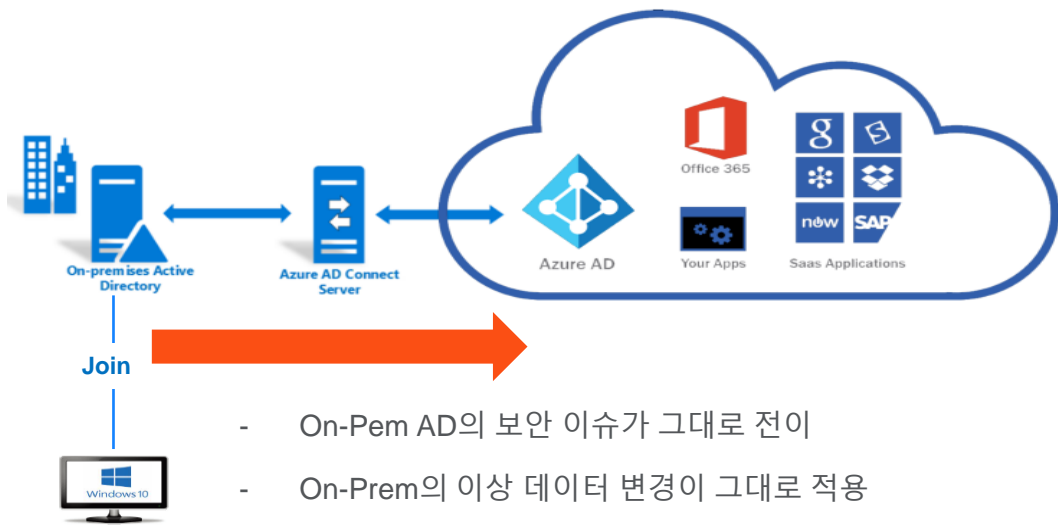 Office 365
g
S
now
SAP
On-premises Active
Directory
Azure AD Connect
Server
Azure AD
Your Apps
Saas Applications
Join
- On-Pem AD의 보안 이슈가 그대로 전이
- On-Prem의 이상 데이터 변경이 그대로 적용
Windows 10